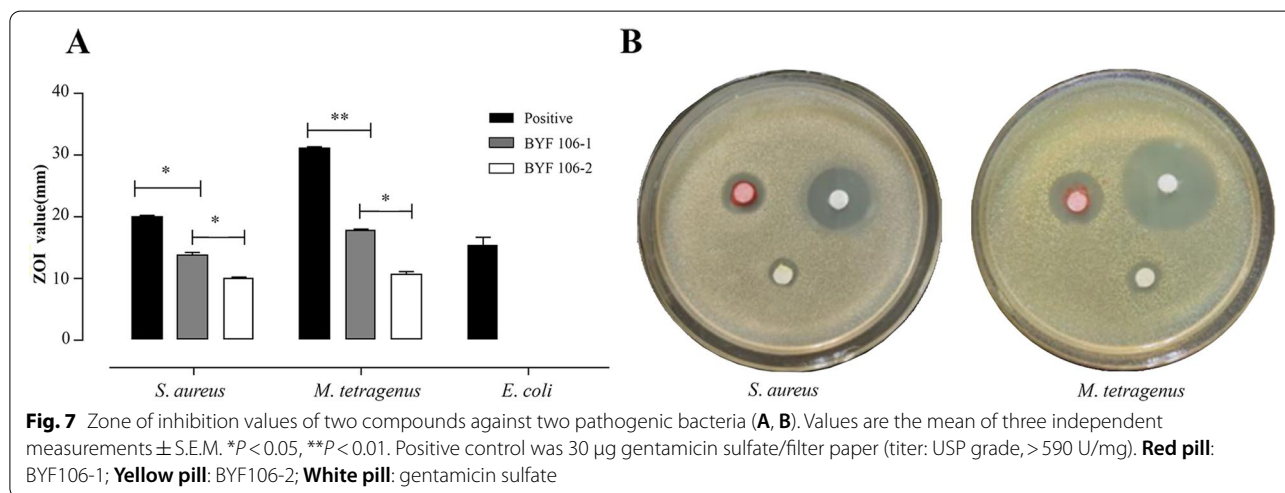 A
B
ZOI value(mm)
40
30
20
10
0
*
*
**
*
Positive
BYF 106-1
BYF 106-2
S. aureus
M. tetragenus
E. coli
S. aureus
M. tetragenus
Fig. 7 Zone of inhibition values of two compounds against two pathogenic bacteria (A, B). Values are the mean of three independent
measurements ± S.E.M. *P < 0.05, **P < 0.01. Positive control was 30 μg gentamicin sulfate/filter paper (titer: USP grade, > 590 U/mg). Red pill:
BYF106-1; Yellow pill: BYF106-2; White pill: gentamicin sulfate